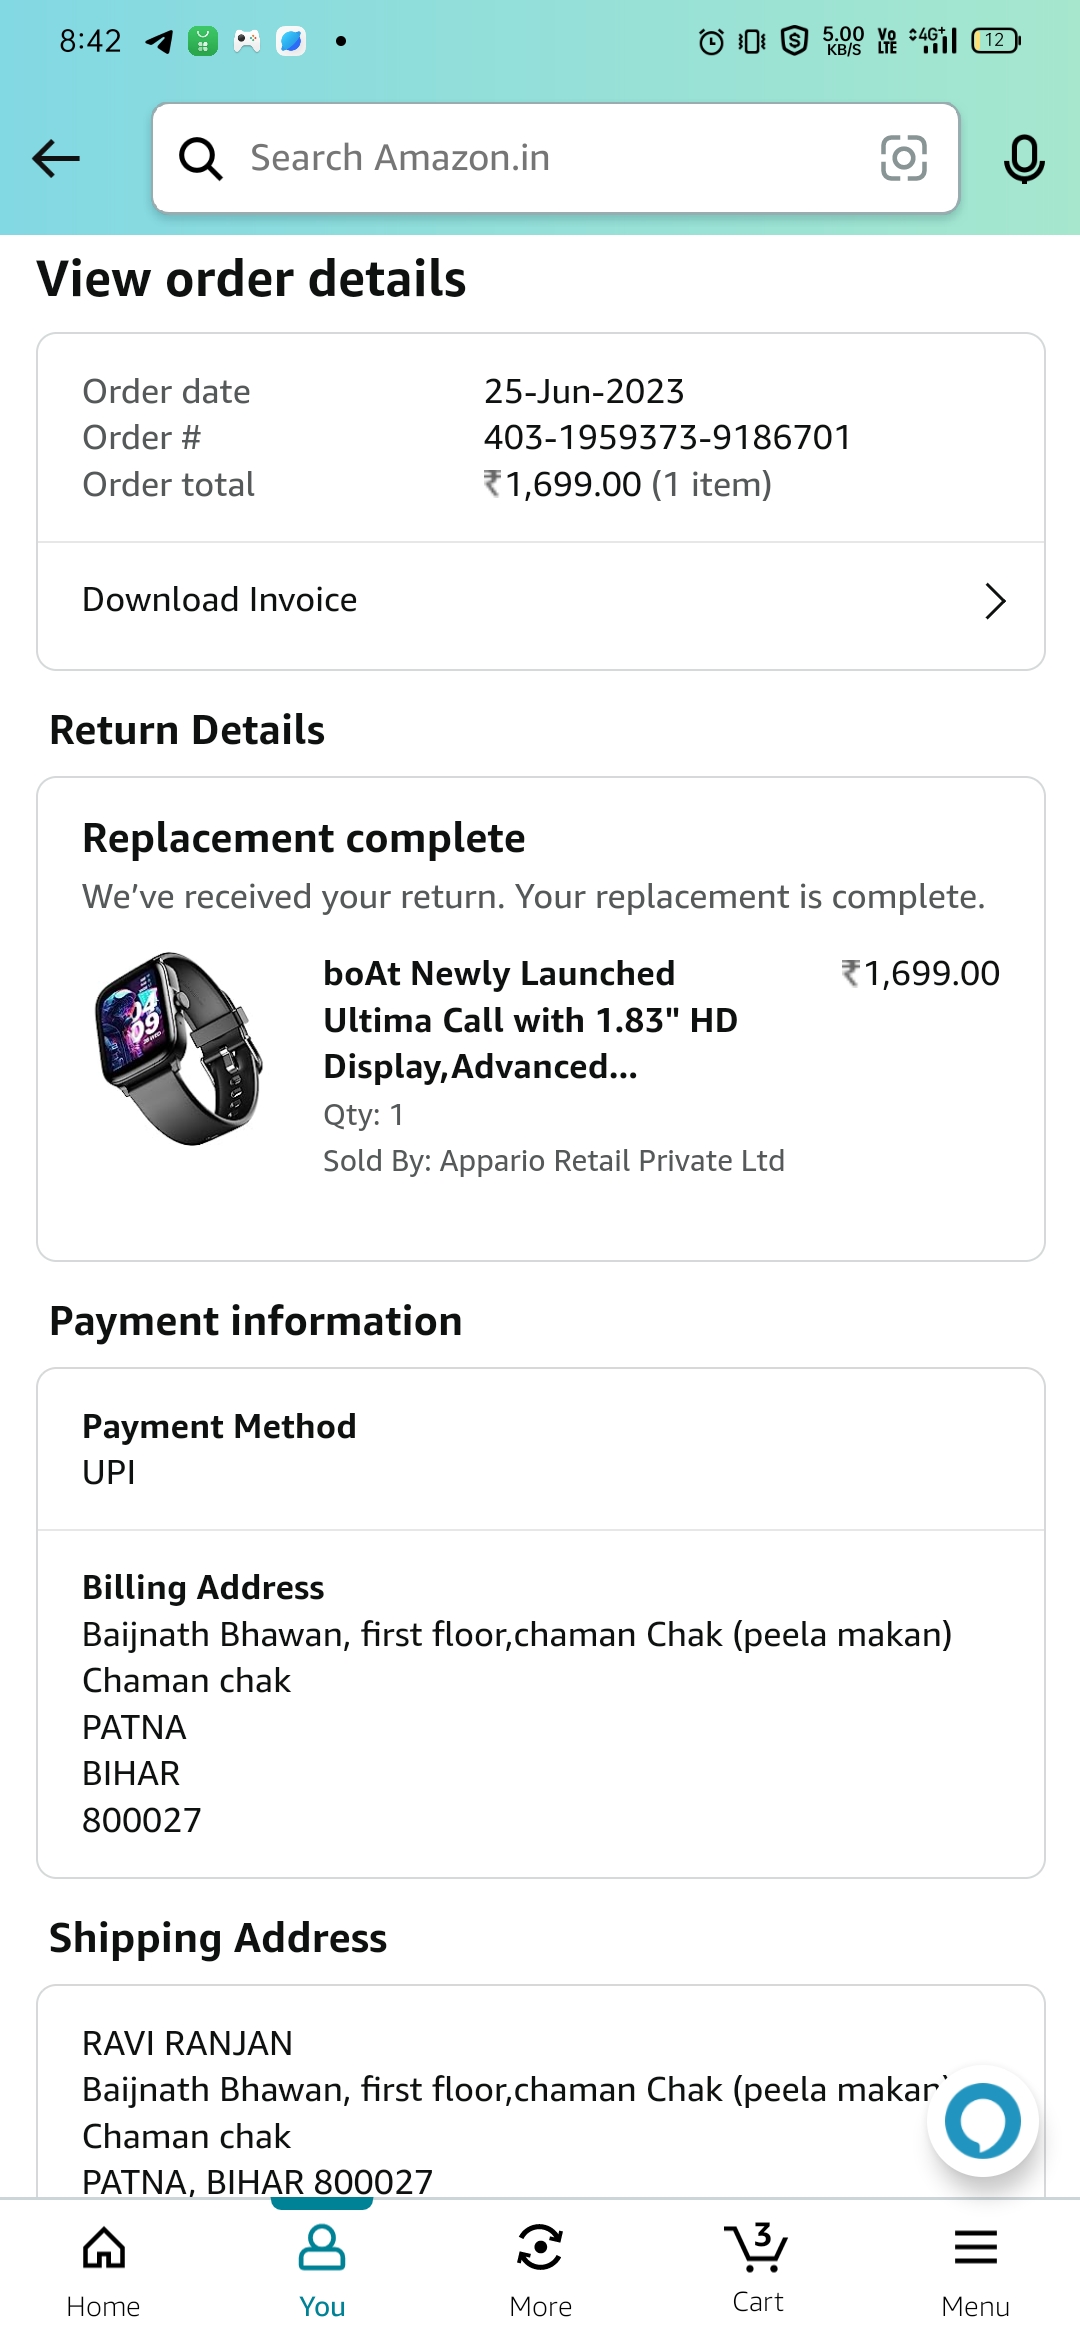 8:42
5.00 KB/S
Vo LTE
4G+
12
Search Amazon.in
View order details
Order date 25-Jun-2023
Order # 403-1959373-9186701
Order total ₹1,699.00 (1 item)
Download Invoice
Return Details
Replacement complete
We’ve received your return. Your replacement is complete.
boAt Newly Launched ₹1,699.00
Ultima Call with 1.83" HD
Display,Advanced...
Qty: 1
Sold By: Appario Retail Private Ltd
04
09
Payment information
Payment Method
UPI
Billing Address
Baijnath Bhawan, first floor,chaman Chak (peela makan)
Chaman chak
PATNA
BIHAR
800027
Shipping Address
RAVI RANJAN
Baijnath Bhawan, first floor,chaman Chak (peela makan)
Chaman chak
PATNA, BIHAR 800027
3
Home You More Cart Menu